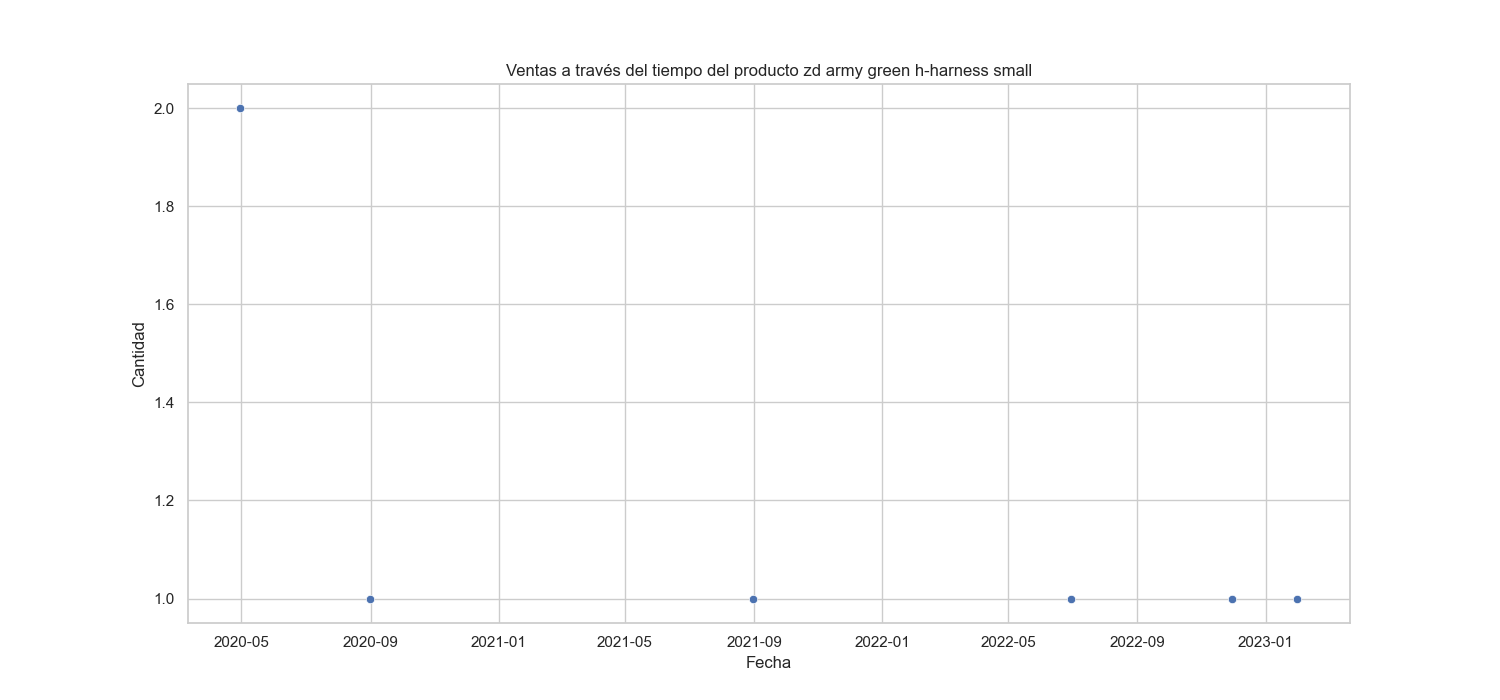 Ventas a través del tiempo del producto zd army green h-harness small
2.0
1.8
1.6
1.4
1.2
1.0
Cantidad
2020-05 2020-09 2021-01 2021-05 2021-09 2022-01 2022-05 2022-09 2023-01
Fecha